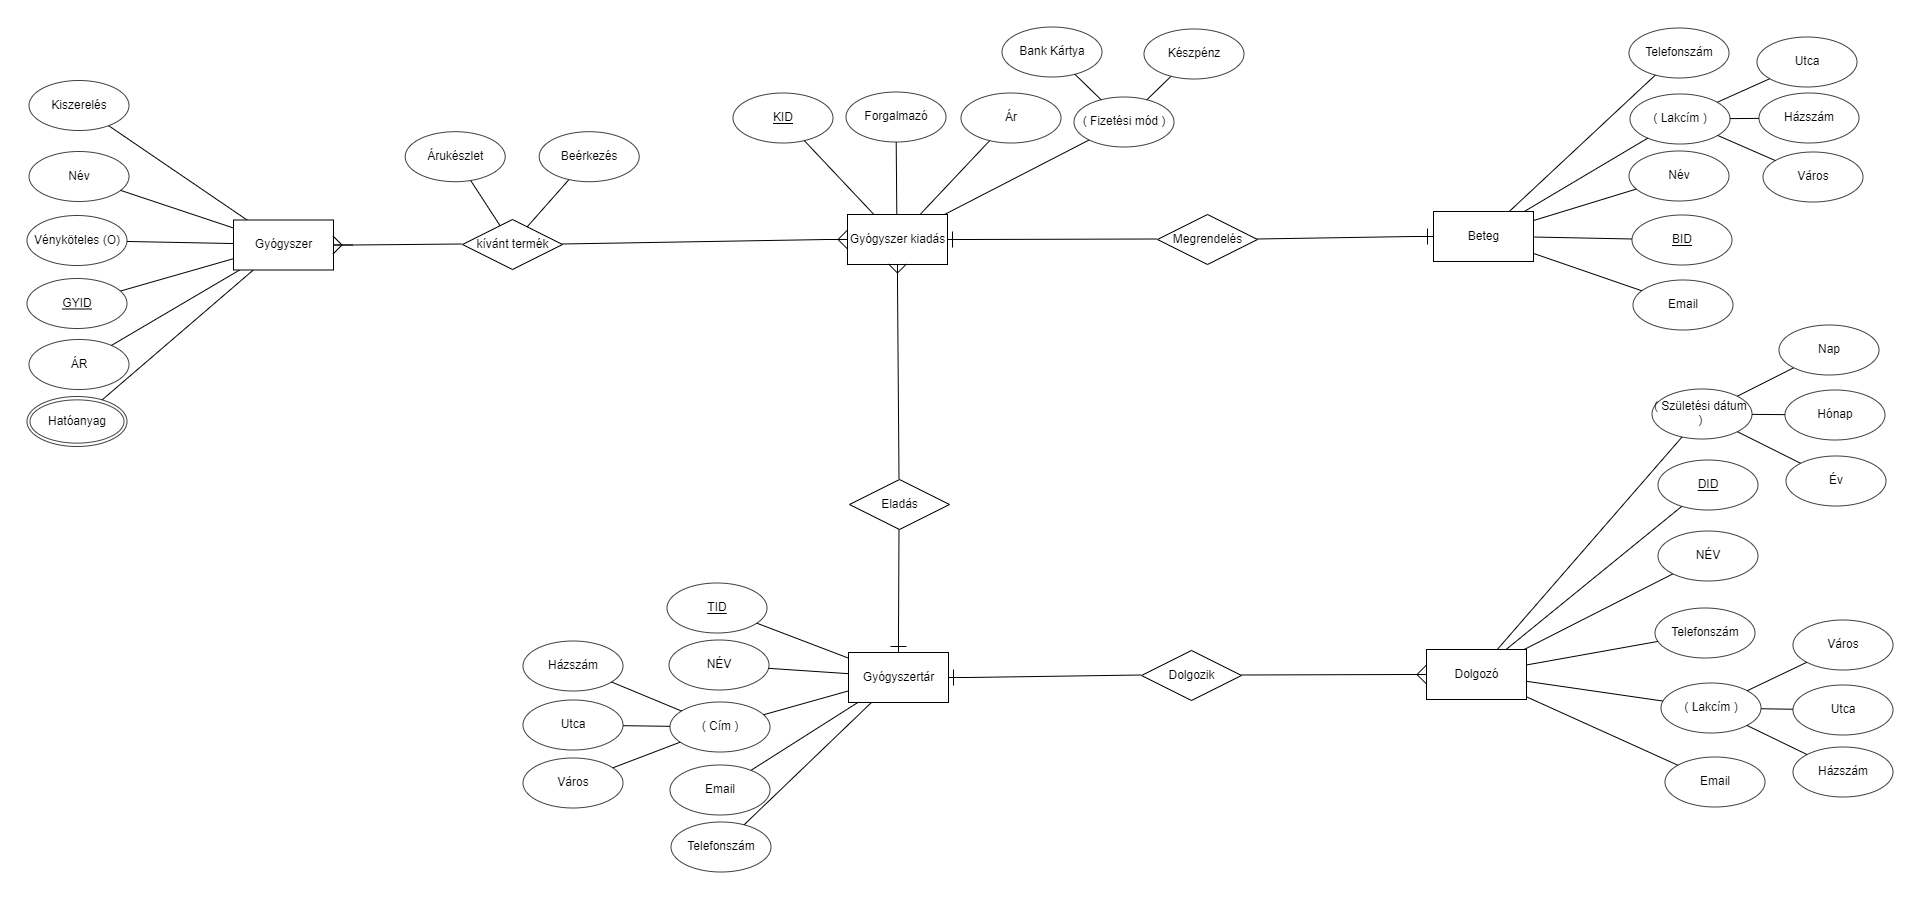 Kiszerelés
Név
Vényköteles (O)
GYID
ÁR
Hatóanyag
Gyógyszer
Árukészlet
Beérkezés
kívánt termék
KID
Forgalmazó
Ár
Bank Kártya
Készpénz
( Fizetési mód )
Gyógyszer kiadás
Megrendelés
Beteg
Telefonszám
( Lakcím )
Utca
Házszám
Város
Név
BID
Email
Eladás
TID
NÉV
Házszám
Utca
Város
( Cím )
Email
Telefonszám
Gyógyszertár
Dolgozik
Dolgozó
( Születési dátum
)
Nap
Hónap
Év
DID
NÉV
Telefonszám
( Lakcím )
Város
Utca
Házszám
Email